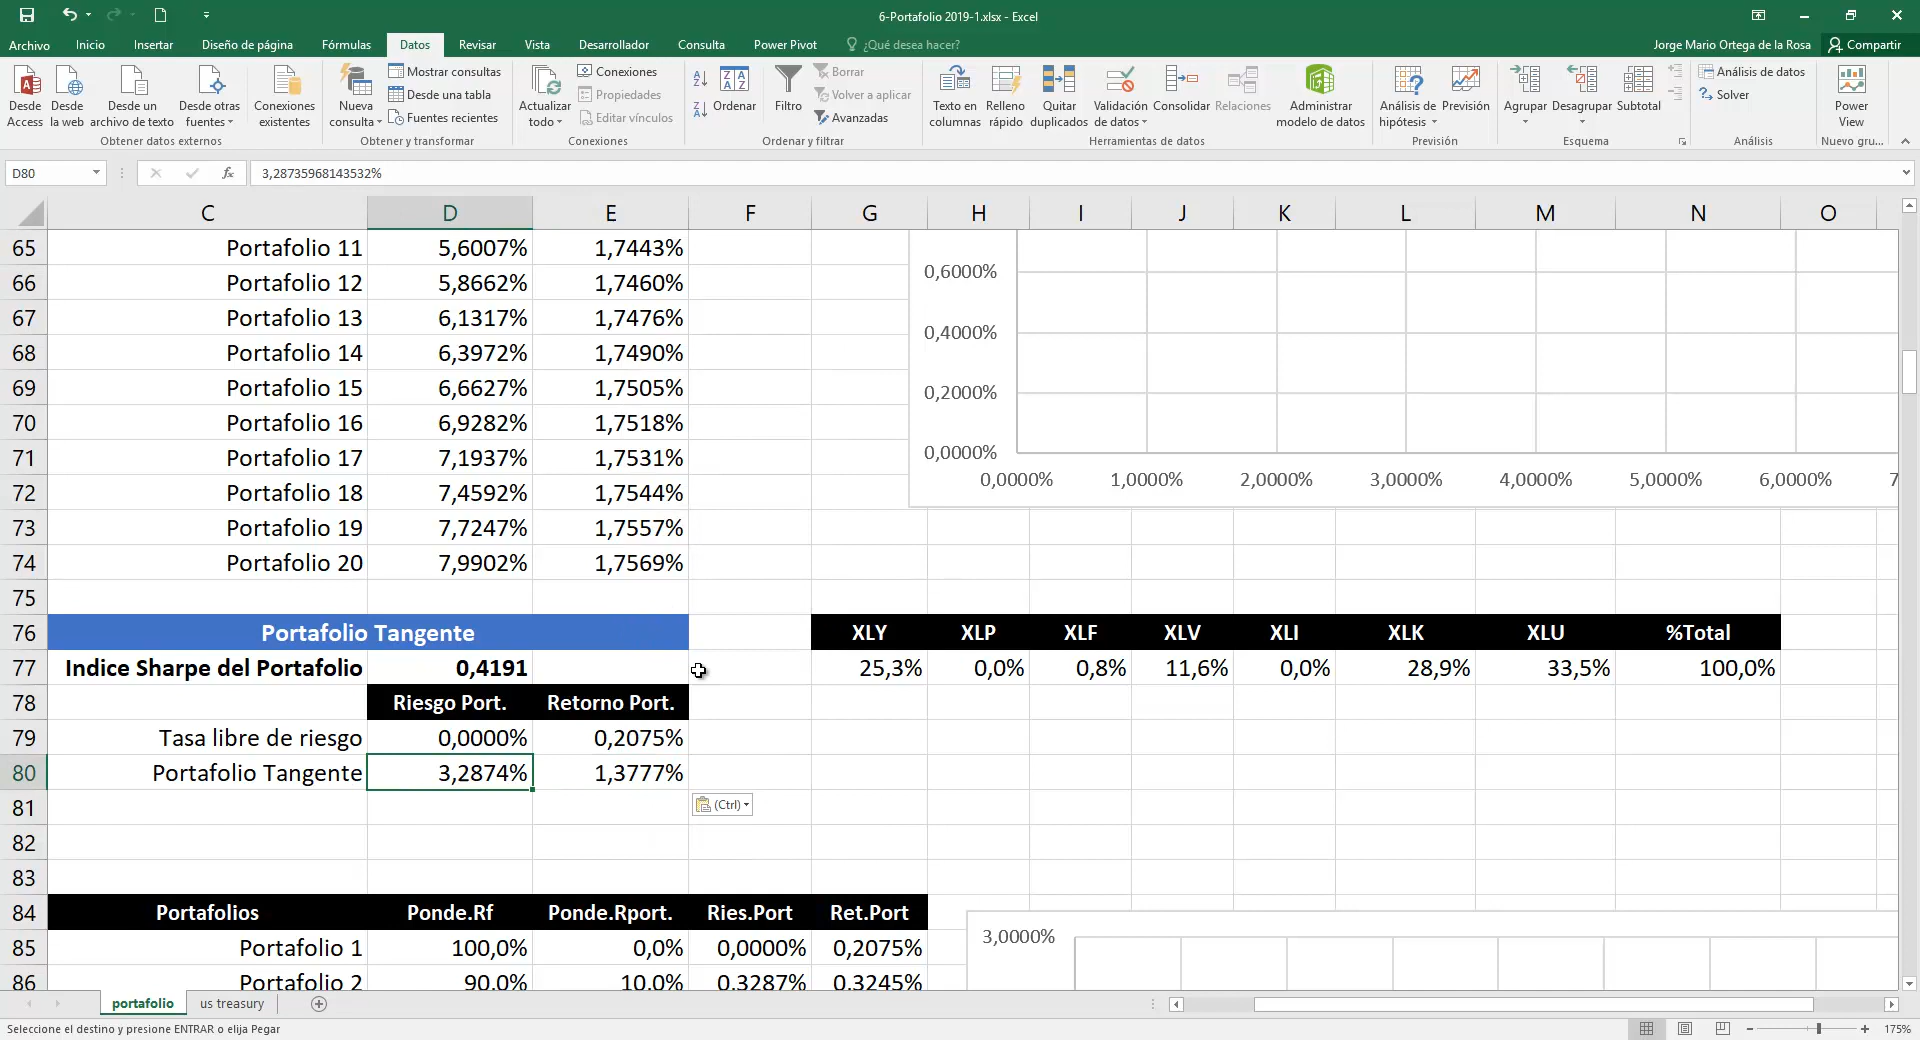 6-Portafolio 2019-1.xlsx - Excel
Archivo Inicio Insertar Diseño de página Fórmulas Datos Revisar Vista Desarrollador Consulta Power Pivot ¿Qué desea hacer? Jorge Mario Ortega de la Rosa Compartir
Desde Access
Desde la web
Desde un archivo de texto
Desde otras fuentes
Conexiones existentes
Obtener datos externos
Nueva consulta
Mostrar consultas
Desde una tabla
Fuentes recientes
Obtener y transformar
Actualizar todo
Conexiones
Propiedades
Editar vínculos
Conexiones
Ordenar
Filtro
Borrar
Volver a aplicar
Avanzadas
Ordenar y filtrar
Texto en columnas
Relleno rápido
Quitar duplicados
Validación de datos
Consolidar
Relaciones
Administrar modelo de datos
Herramientas de datos
Análisis de hipótesis
Previsión
Previsión
Agrupar
Desagrupar
Subtotal
Esquema
Análisis de datos
Solver
Análisis
Power View
Nuevo gru...
D80 fx 3,28735968143532%
C D E F G H I J K L M N O
65 Portafolio 11 5,6007% 1,7443%
66 Portafolio 12 5,8662% 1,7460%
67 Portafolio 13 6,1317% 1,7476%
68 Portafolio 14 6,3972% 1,7490%
69 Portafolio 15 6,6627% 1,7505%
70 Portafolio 16 6,9282% 1,7518%
71 Portafolio 17 7,1937% 1,7531%
72 Portafolio 18 7,4592% 1,7544%
73 Portafolio 19 7,7247% 1,7557%
74 Portafolio 20 7,9902% 1,7569%
0,6000%
0,4000%
0,2000%
0,0000%
0,0000% 1,0000% 2,0000% 3,0000% 4,0000% 5,0000% 6,0000% 7
75
76 Portafolio Tangente XLY XLP XLF XLV XLI XLK XLU %Total
77 Indice Sharpe del Portafolio 0,4191 25,3% 0,0% 0,8% 11,6% 0,0% 28,9% 33,5% 100,0%
78 Riesgo Port. Retorno Port.
79 Tasa libre de riesgo 0,0000% 0,2075%
80 Portafolio Tangente 3,2874% 1,3777%
81 (Ctrl)
82
83
84 Portafolios Ponde.Rf Ponde.Rport. Ries.Port Ret.Port
3,0000%
85 Portafolio 1 100,0% 0,0% 0,0000% 0,2075%
86 Portafolio 2 90,0% 10,0% 0,3287% 0,3245%
portafolio us treasury
Seleccione el destino y presione ENTRAR o elija Pegar
175%